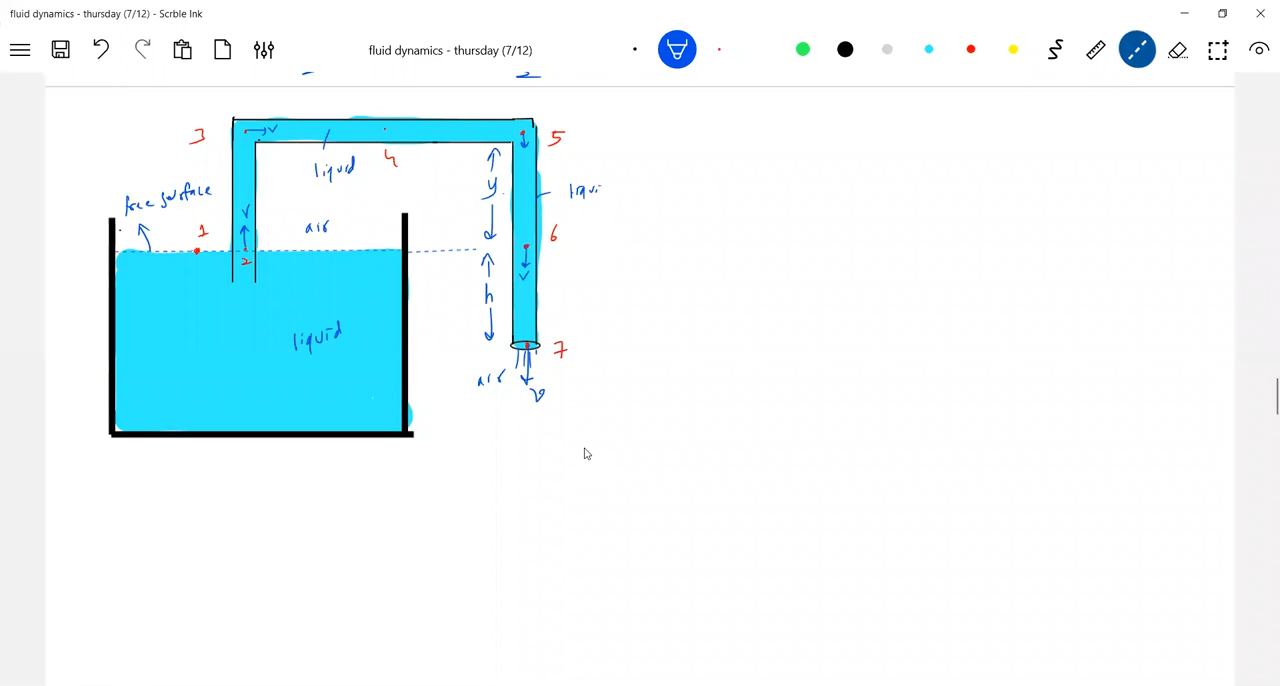 fluid dynamics - thursday (7/12) - Scrble Ink
fluid dynamics - thursday (7/12)
3
v
liquid
4
5
y
liqui
free surface
1
v
air
2
6
v
h
liquid
7
air
v